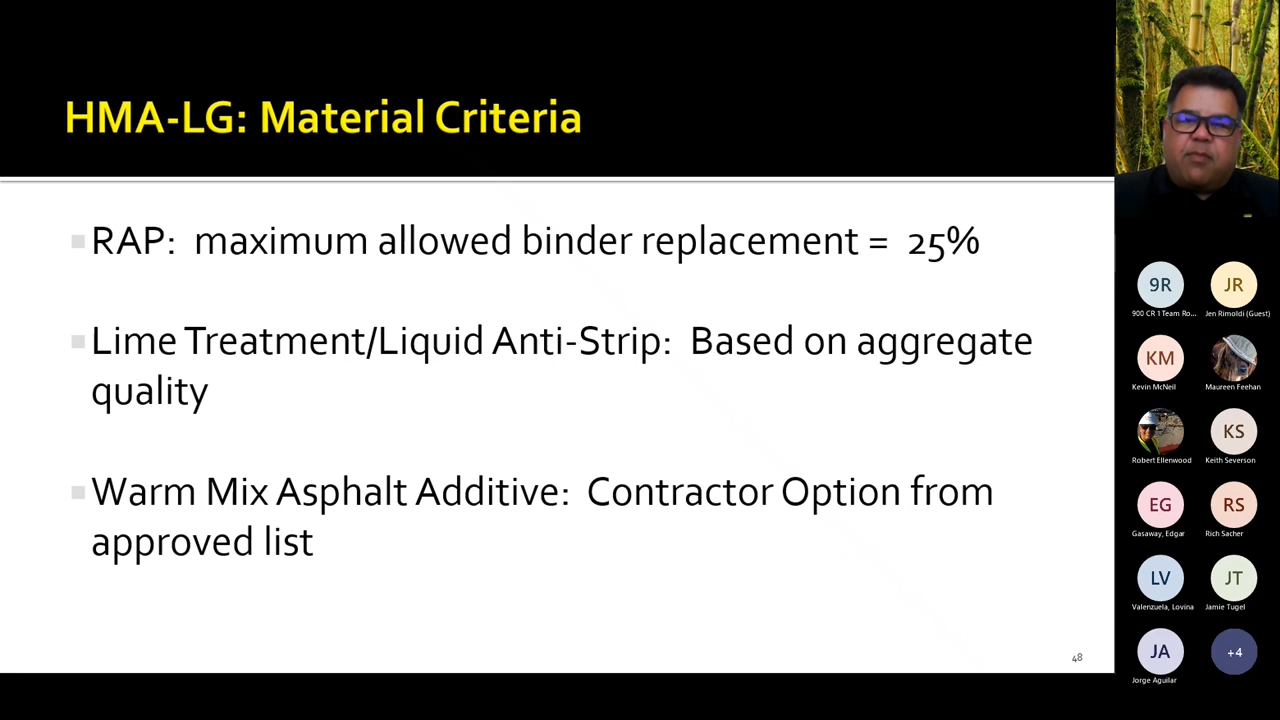 HMA-LG: Material Criteria
RAP: maximum allowed binder replacement = 25%
Lime Treatment/Liquid Anti-Strip: Based on aggregate
quality
Warm Mix Asphalt Additive: Contractor Option from
approved list
48
9R
JR
900 CR 1 Team Ro...
Jen Rimoldi (Guest)
KM
Kevin McNeil
Maureen Feehan
KS
Robert Ellenwood
Keith Severson
EG
RS
Gasaway, Edgar
Rich Sacher
LV
JT
Valenzuela, Lovina
Jamie Tugel
JA
+4
Jorge Aguilar